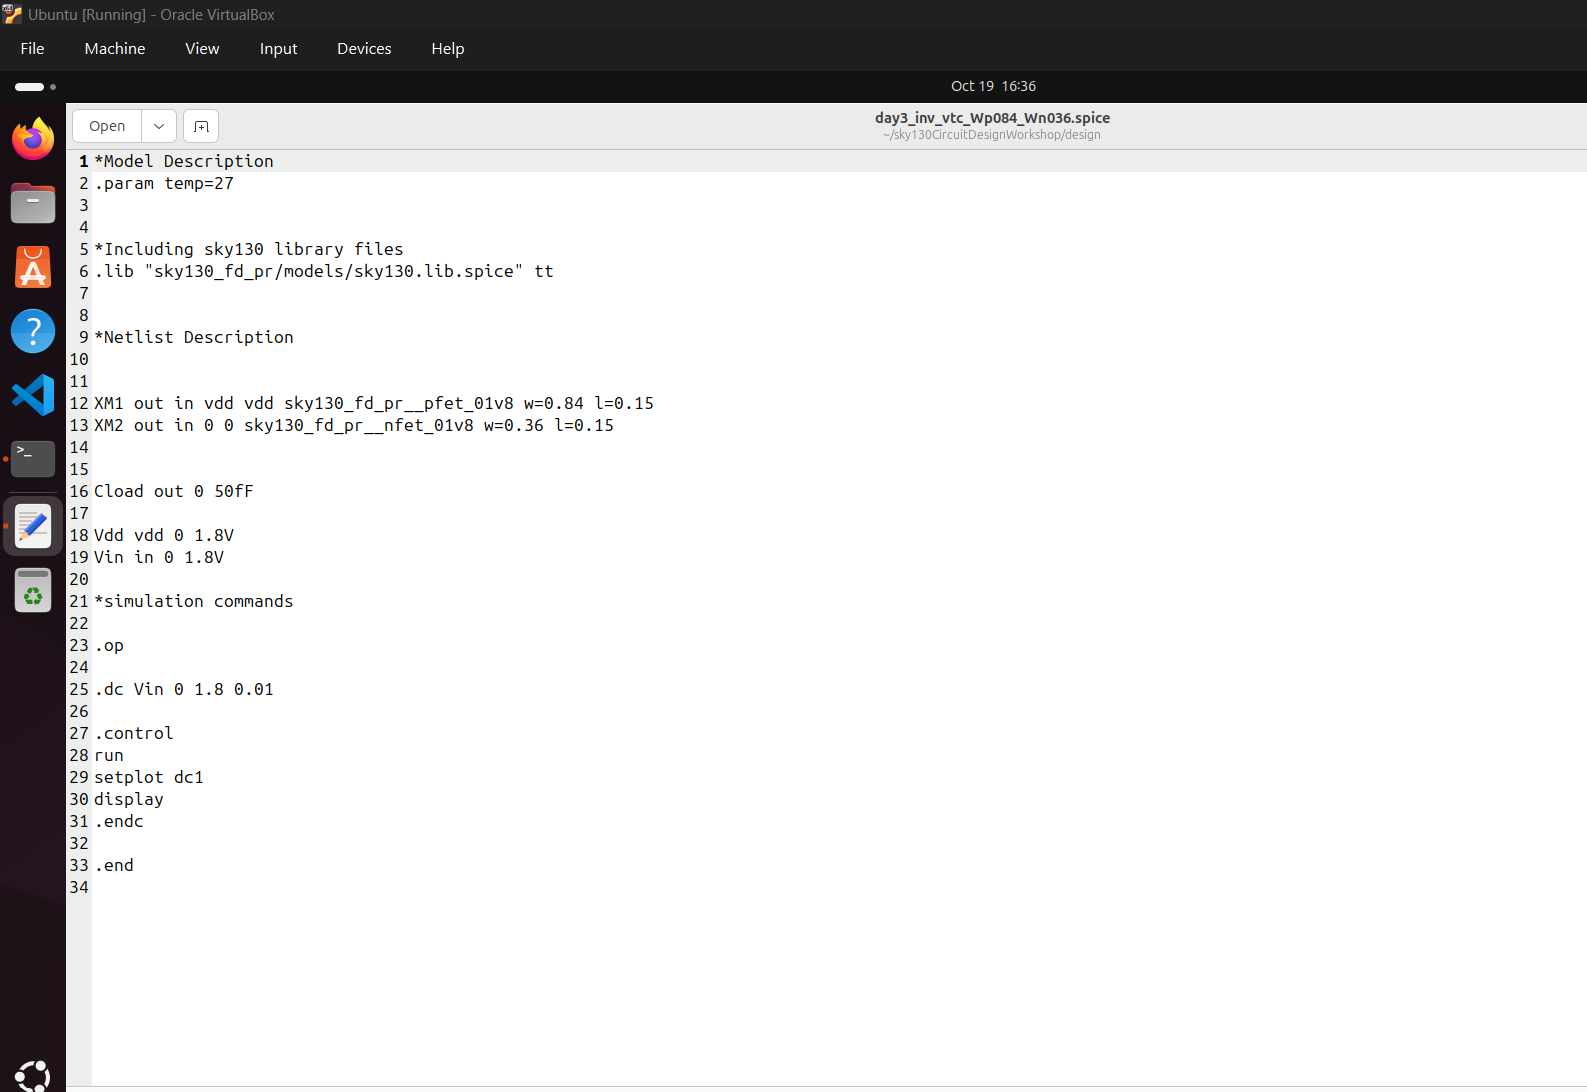 Ubuntu [Running] - Oracle VirtualBox
File Machine View Input Devices Help
Oct 19 16:36
Open
day3_inv_vtc_Wp084_Wn036.spice
~/sky130CircuitDesignWorkshop/design
1 *Model Description
2 .param temp=27
3
4
5 *Including sky130 library files
6 .lib "sky130_fd_pr/models/sky130.lib.spice" tt
7
8
9 *Netlist Description
10
11
12 XM1 out in vdd vdd sky130_fd_pr__pfet_01v8 w=0.84 l=0.15
13 XM2 out in 0 0 sky130_fd_pr__nfet_01v8 w=0.36 l=0.15
14
15
16 Cload out 0 50fF
17
18 Vdd vdd 0 1.8V
19 Vin in 0 1.8V
20
21 *simulation commands
22
23 .op
24
25 .dc Vin 0 1.8 0.01
26
27 .control
28 run
29 setplot dc1
30 display
31 .endc
32
33 .end
34